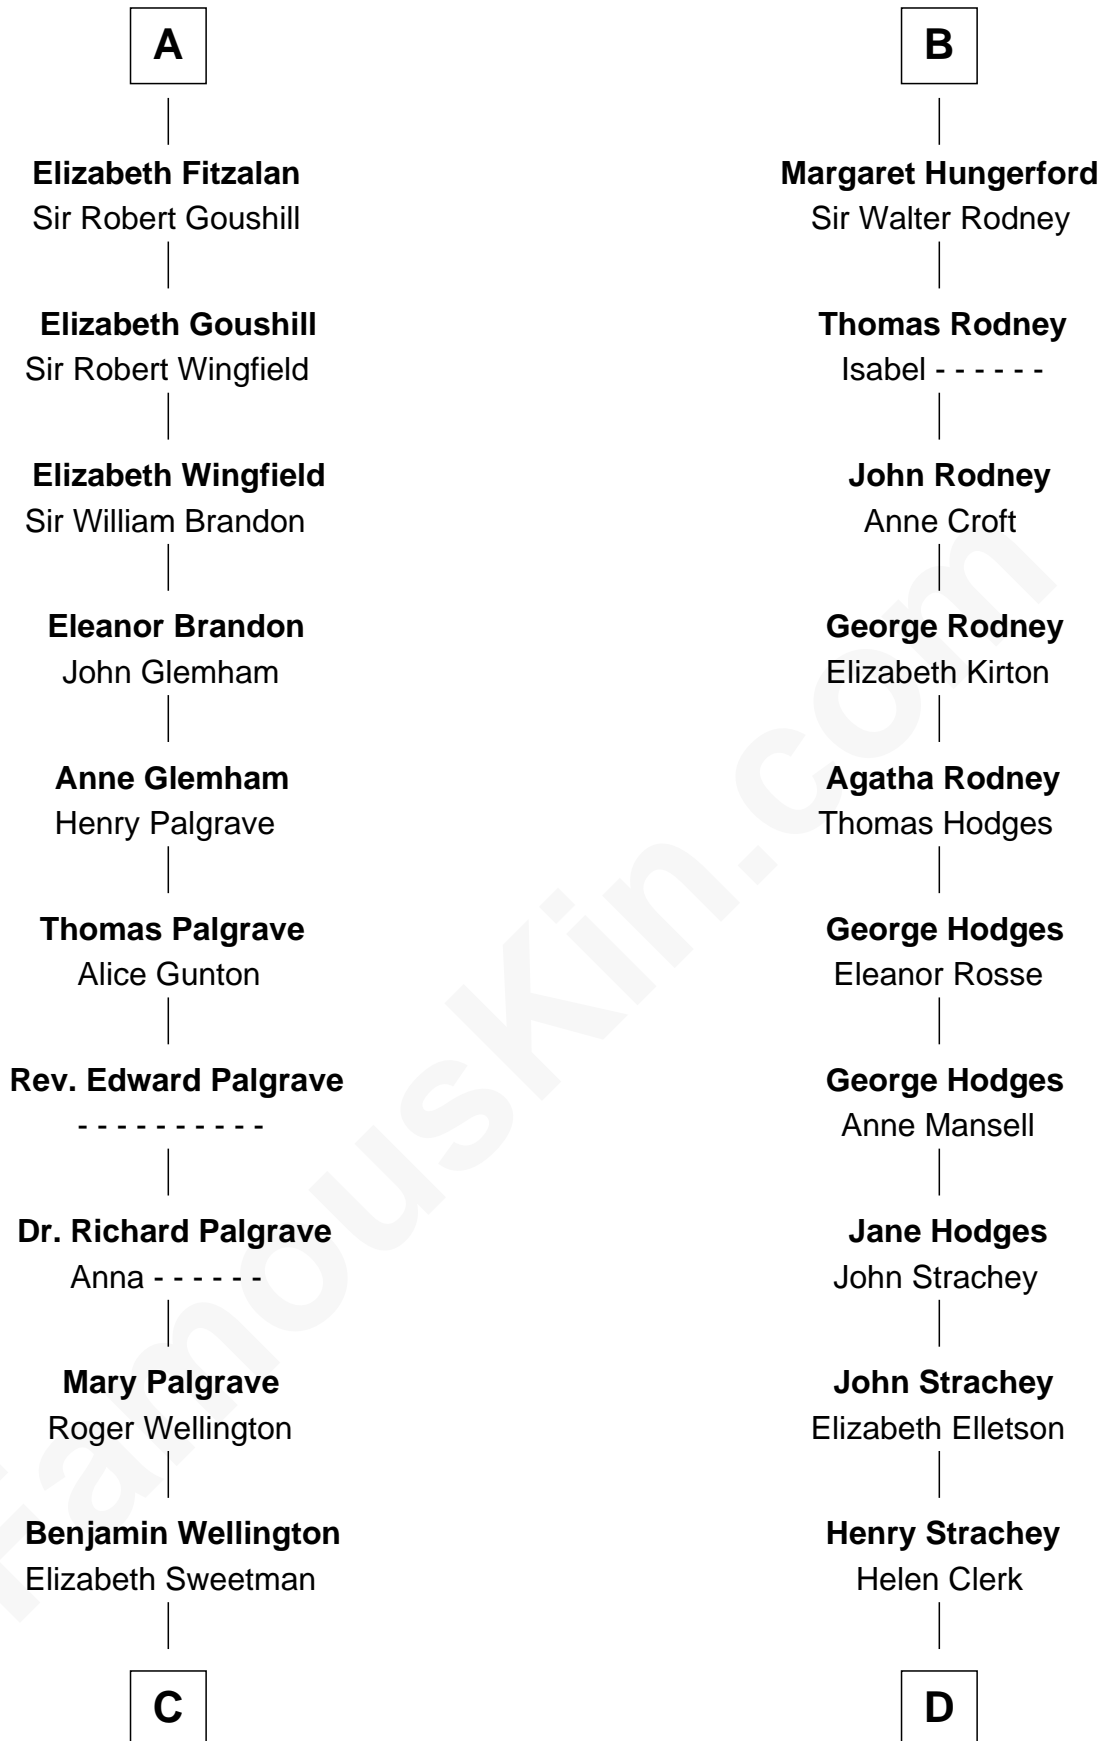 A
Elizabeth Fitzalan
Sir Robert Goushill
Elizabeth Goushill
Sir Robert Wingfield
Elizabeth Wingfield
Sir William Brandon
Eleanor Brandon
John Glemham
Anne Glemham
Henry Palgrave
Thomas Palgrave
Alice Gunton
Rev. Edward Palgrave
- - - - - - - - - -
Dr. Richard Palgrave
Anna - - - - - -
Mary Palgrave
Roger Wellington
Benjamin Wellington
Elizabeth Sweetman
C
B
Margaret Hungerford
Sir Walter Rodney
Thomas Rodney
Isabel - - - - - -
John Rodney
Anne Croft
George Rodney
Elizabeth Kirton
Agatha Rodney
Thomas Hodges
George Hodges
Eleanor Rosse
George Hodges
Anne Mansell
Jane Hodges
John Strachey
John Strachey
Elizabeth Elletson
Henry Strachey
Helen Clerk
D
FamousKin.com